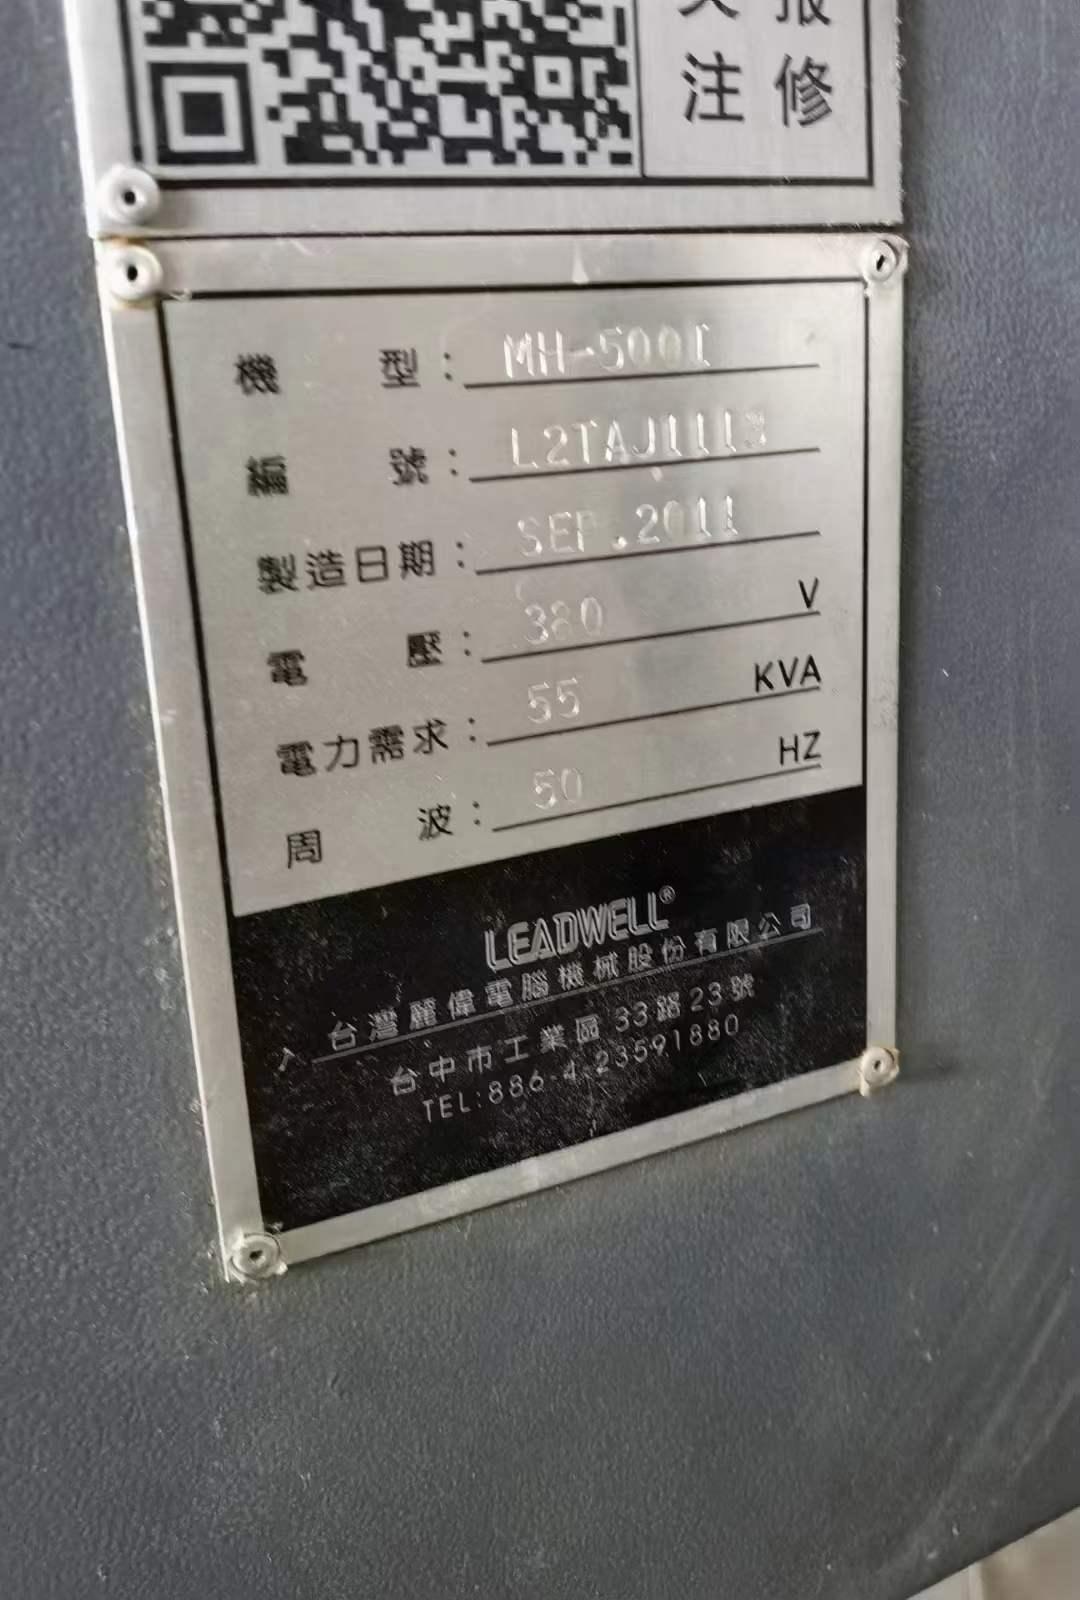 报
注 修
機 型： MH-500I
編 號： L2TAJ1113
製造日期： SEP.2011
電 壓： 380 V
電力需求： 55 KVA
周 波： 50 HZ
LEADWELL®
台灣麗偉電腦機械股份有限公司
台中市工業區33路23號
TEL:886-4-23591880